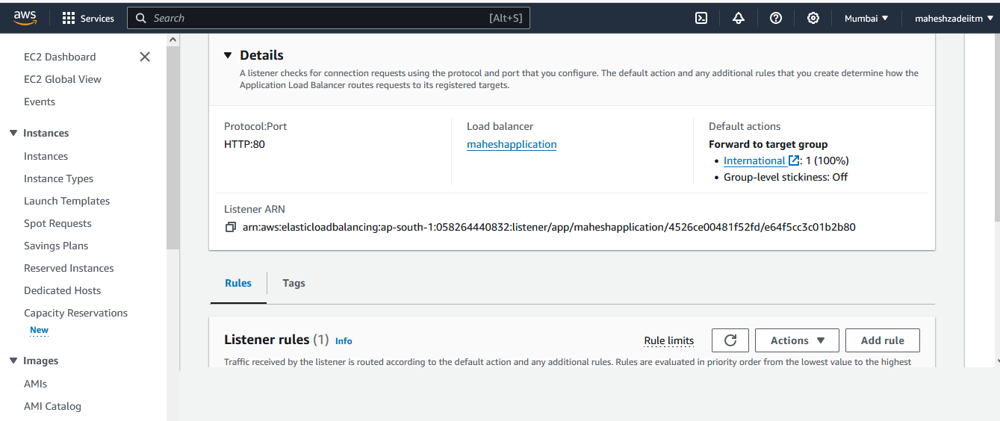 aws
Services
Search
[Alt+S]
Mumbai
maheshzadeiitm
EC2 Dashboard
EC2 Global View
Events
Instances
Instances
Instance Types
Launch Templates
Spot Requests
Savings Plans
Reserved Instances
Dedicated Hosts
Capacity Reservations
New
Images
AMIs
AMI Catalog
Details
A listener checks for connection requests using the protocol and port that you configure. The default action and any additional rules that you create determine how the
Application Load Balancer routes requests to its registered targets.
Protocol:Port
HTTP:80
Load balancer
maheshapplication
Default actions
Forward to target group
• International : 1 (100%)
• Group-level stickiness: Off
Listener ARN
arn:aws:elasticloadbalancing:ap-south-1:058264440832:listener/app/maheshapplication/4526ce00481f52fd/e64f5cc3c01b2b80
Rules
Tags
Listener rules (1) Info
Rule limits
Actions
Add rule
Traffic received by the listener is routed according to the default action and any additional rules. Rules are evaluated in priority order from the lowest value to the highest